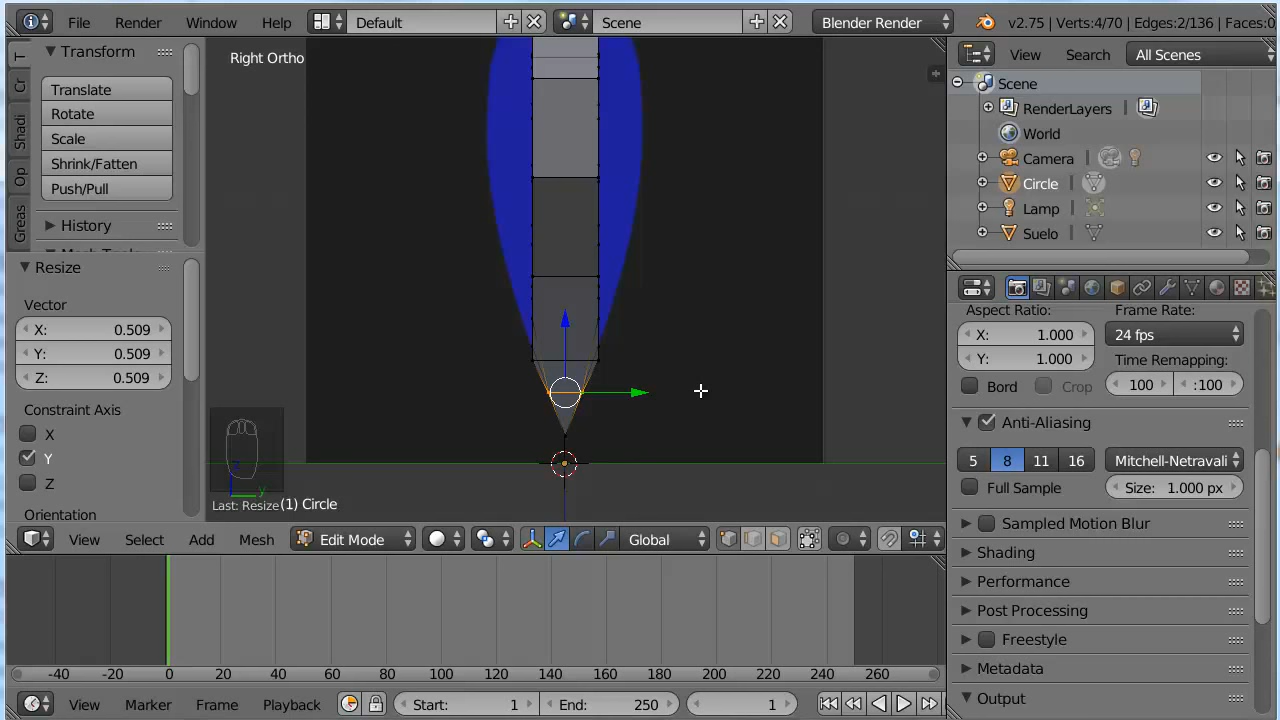 File Render Window Help Default Scene Blender Render v2.75 | Verts:4/70 | Edges:2/136 | Faces:0
T
Cr
Shadi
Op
Greas
Transform
Translate
Rotate
Scale
Shrink/Fatten
Push/Pull
History
Resize
Vector
X: 0.509
Y: 0.509
Z: 0.509
Constraint Axis
X
Y
Z
Orientation
Right Ortho
z
y
Last: Resize
(1) Circle
View Select Add Mesh Edit Mode Global
-40 -20 0 20 40 60 80 100 120 140 160 180 200 220 240 260
View Marker Frame Playback Start: 1 End: 250 1
View Search All Scenes
Scene
RenderLayers
World
Camera
Circle
Lamp
Suelo
Aspect Ratio: Frame Rate:
X: 1.000 24 fps
Y: 1.000 Time Remapping:
Bord Crop 100 :100
Anti-Aliasing
5 8 11 16 Mitchell-Netravali
Full Sample Size: 1.000 px
Sampled Motion Blur
Shading
Performance
Post Processing
Freestyle
Metadata
Output